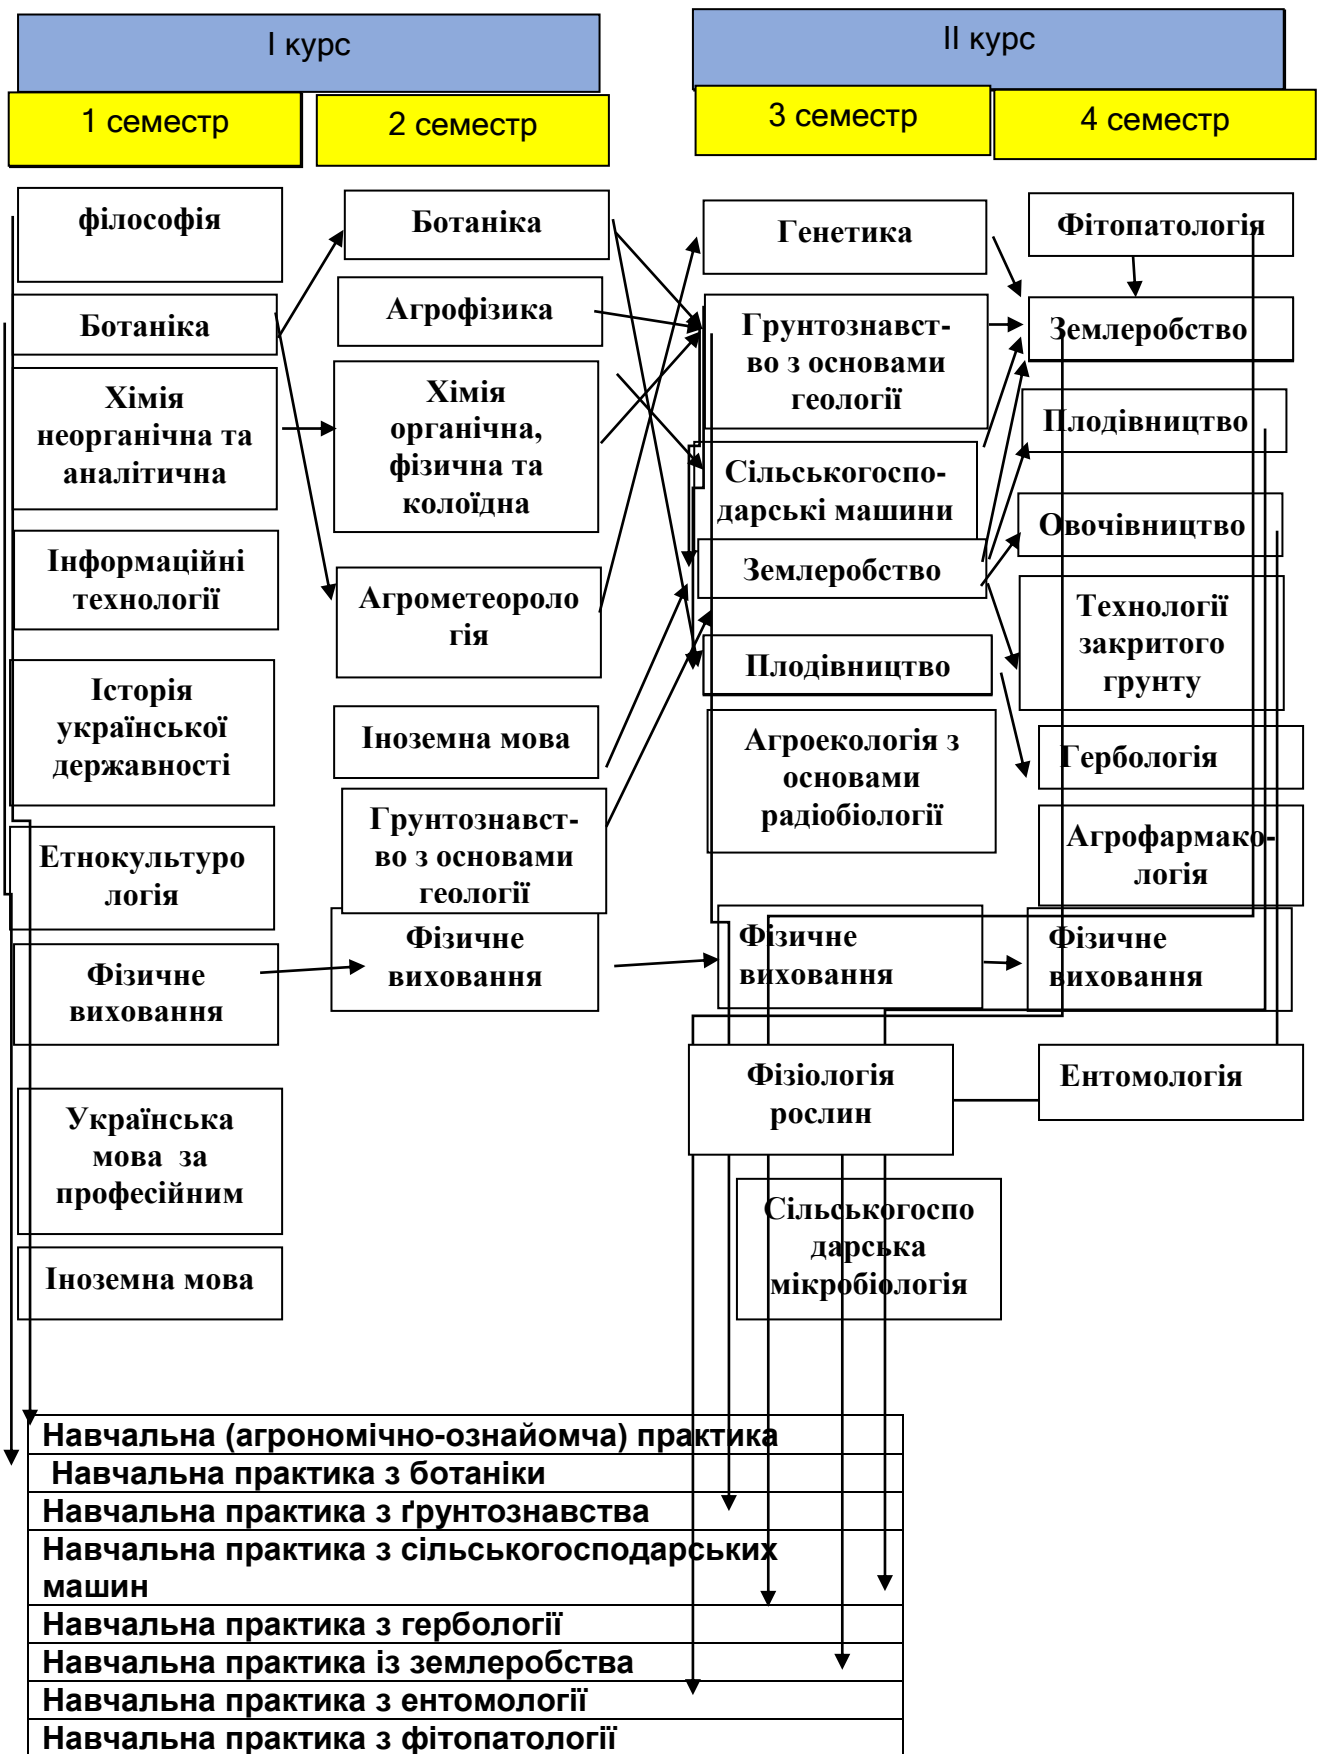 І курс
ІІ курс
1 семестр
2 семестр
3 семестр
4 семестр
філософія
Ботаніка
Хімія
неорганічна та
аналітична
Інформаційні
технології
Історія
української
державності
Етнокультуро
логія
Фізичне
виховання
Українська
мова за
професійним
Іноземна мова
Ботаніка
Агрофізика
Хімія
органічна,
фізична та
колоїдна
Агрометеороло
гія
Іноземна мова
Грунтознавст-
во з основами
геології
Фізичне
виховання
Генетика
Грунтознавст-
во з основами
геології
Сільськогоспо-
дарські машини
Землеробство
Плодівництво
Агроекологія з
основами
радіобіології
Фізичне
виховання
Фізіологія
рослин
Сільськогоспо
дарська
мікробіологія
Фітопатологія
Землеробство
Плодівництво
Овочівництво
Технології
закритого
грунту
Гербологія
Агрофармако-
логія
Фізичне
виховання
Ентомологія
Навчальна (агрономічно-ознайомча) практика
Навчальна практика з ботаніки
Навчальна практика з ґрунтознавства
Навчальна практика з сільськогосподарських
машин
Навчальна практика з гербології
Навчальна практика із землеробства
Навчальна практика з ентомології
Навчальна практика з фітопатології